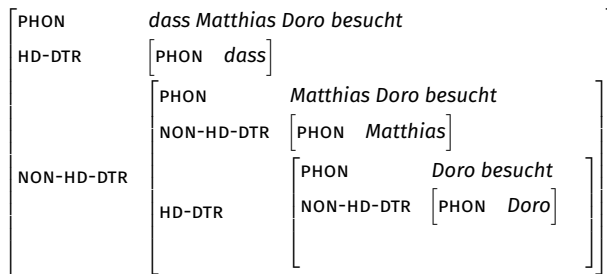 PHON dass Matthias Doro besucht
HD-DTR [PHON dass]
PHON Matthias Doro besucht
NON-HD-DTR [PHON Matthias]
NON-HD-DTR
PHON Doro besucht
HD-DTR NON-HD-DTR [PHON Doro]